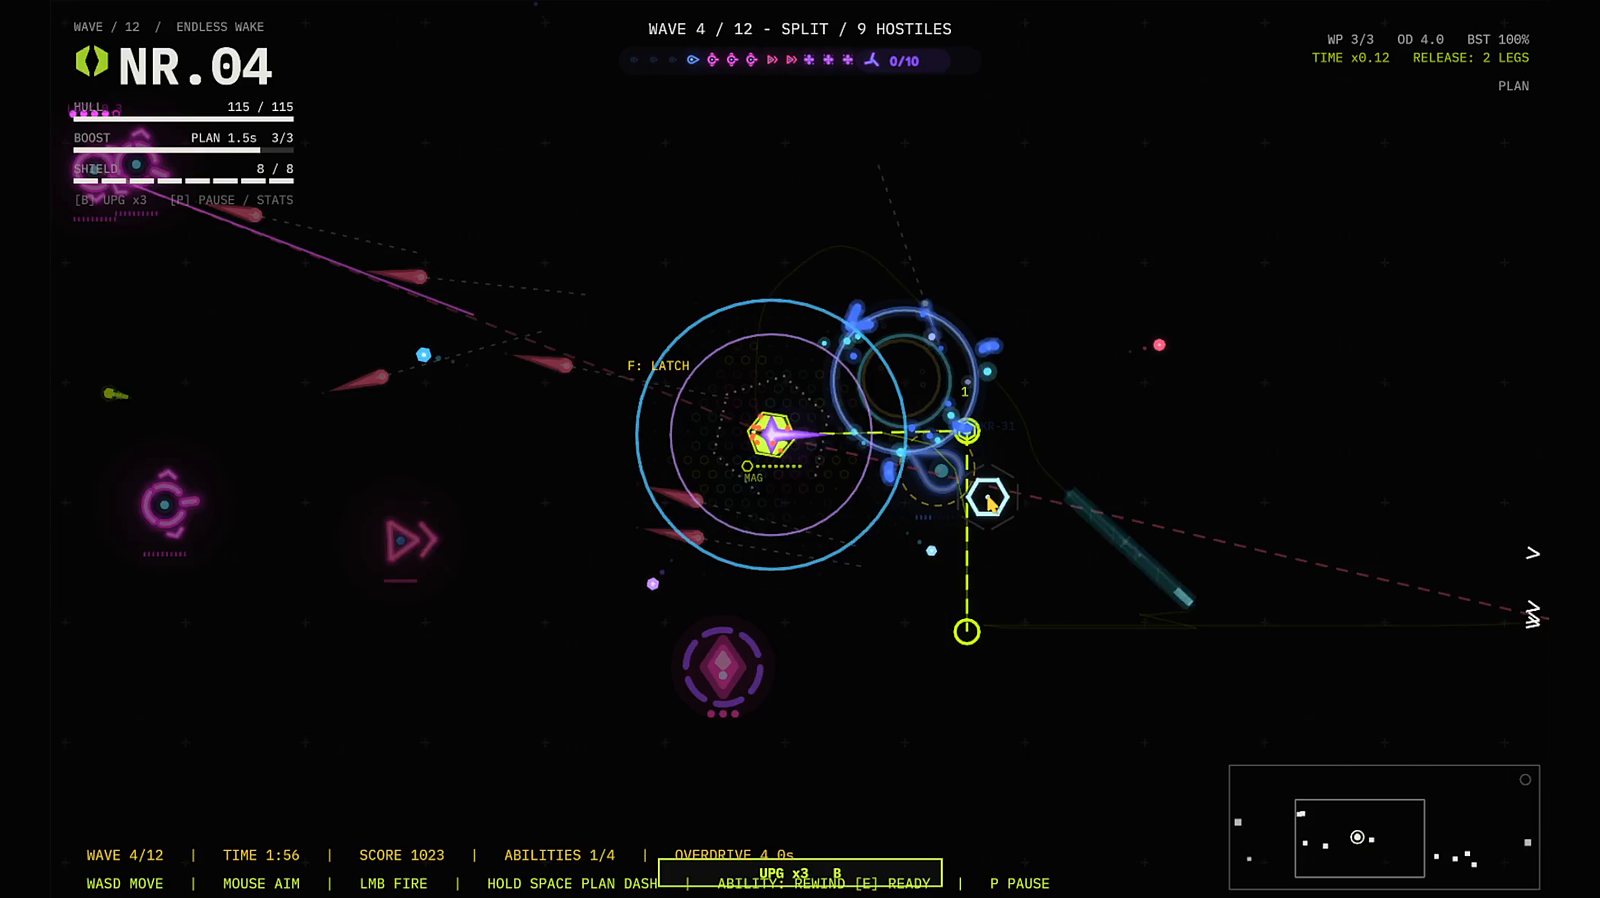 WAVE / 12 / ENDLESS WAKE
NR.04
HULL 115 / 115
BOOST PLAN 1.5s 3/3
SHIELD 8 / 8
[B] UPG x3 [P] PAUSE / STATS
WAVE 4 / 12 - SPLIT / 9 HOSTILES
0/10
WP 3/3 OD 4.0 BST 100%
TIME x0.12 RELEASE: 2 LEGS
PLAN
F: LATCH
1
MAG
WAVE 4/12 | TIME 1:56 | SCORE 1023 | ABILITIES 1/4 | OVERDRIVE 4.0s
UPG x3 B
WASD MOVE | MOUSE AIM | LMB FIRE | HOLD SPACE PLAN DASH | ABILITY: REWIND [E] READY | P PAUSE